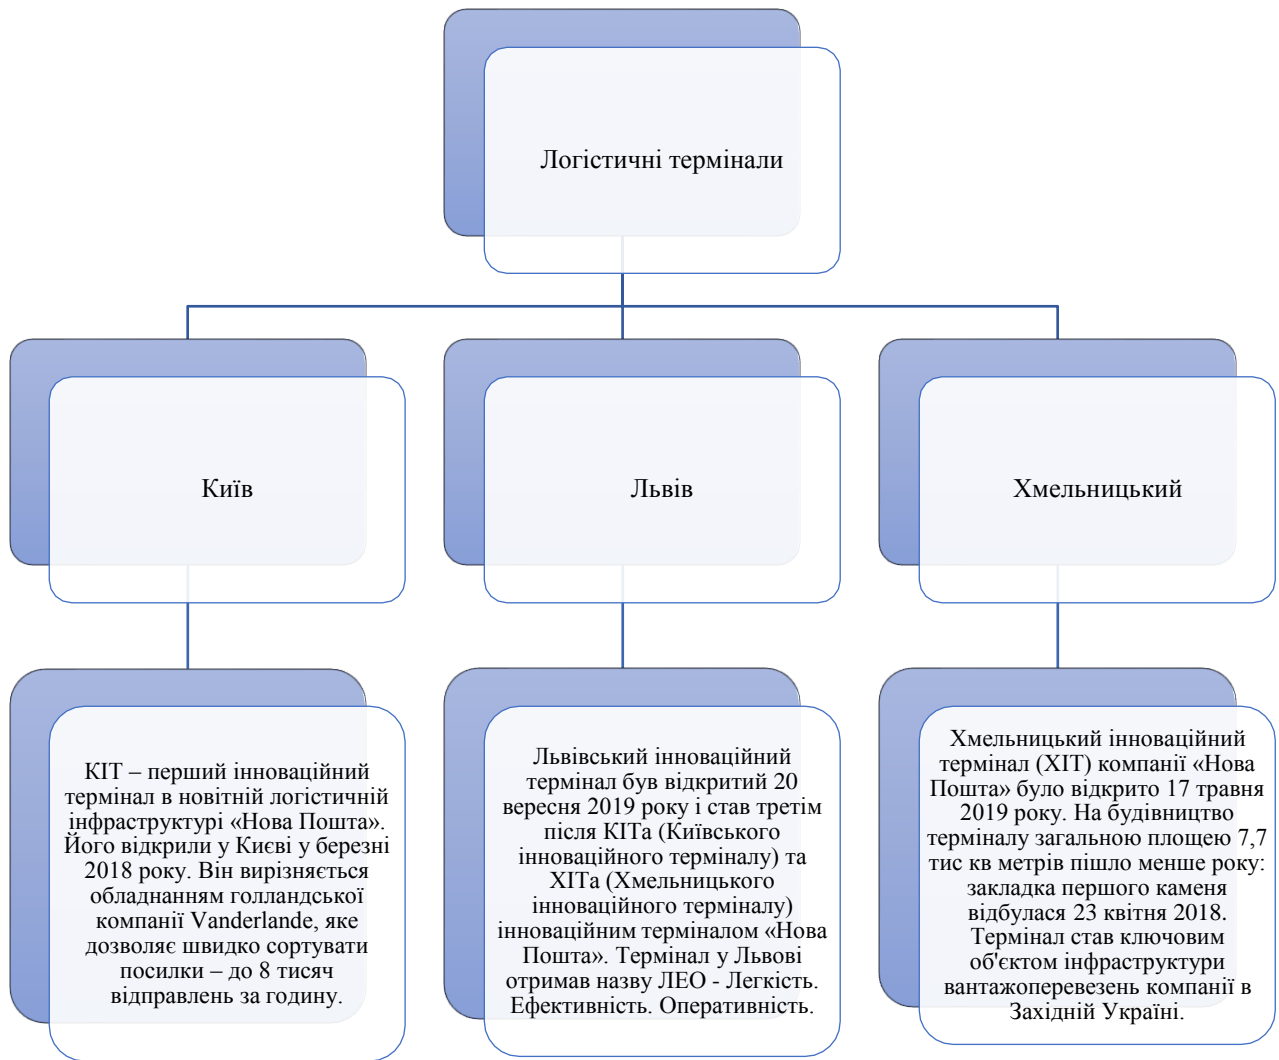 Логістичні термінали
Київ
Львів
Хмельницький
КІТ – перший інноваційний
термінал в новітній логістичній
інфраструктурі «Нова Пошта».
Його відкрили у Києві у березні
2018 року. Він вирізняється
обладнанням голландської
компанії Vanderlande, яке
дозволяє швидко сортувати
посилки – до 8 тисяч
відправлень за годину.
Львівський інноваційний
термінал був відкритий 20
вересня 2019 року і став третім
після КІТа (Київського
інноваційного терміналу) та
ХІТа (Хмельницького
інноваційного терміналу)
інноваційним терміналом «Нова
Пошта». Термінал у Львові
отримав назву ЛЕО - Легкість.
Ефективність. Оперативність.
Хмельницький інноваційний
термінал (ХІТ) компанії «Нова
Пошта» було відкрито 17 травня
2019 року. На будівництво
терміналу загальною площею 7,7
тис кв метрів пішло менше року:
закладка першого каменя
відбулася 23 квітня 2018.
Термінал став ключовим
об'єктом інфраструктури
вантажоперевезень компанії в
Західній Україні.